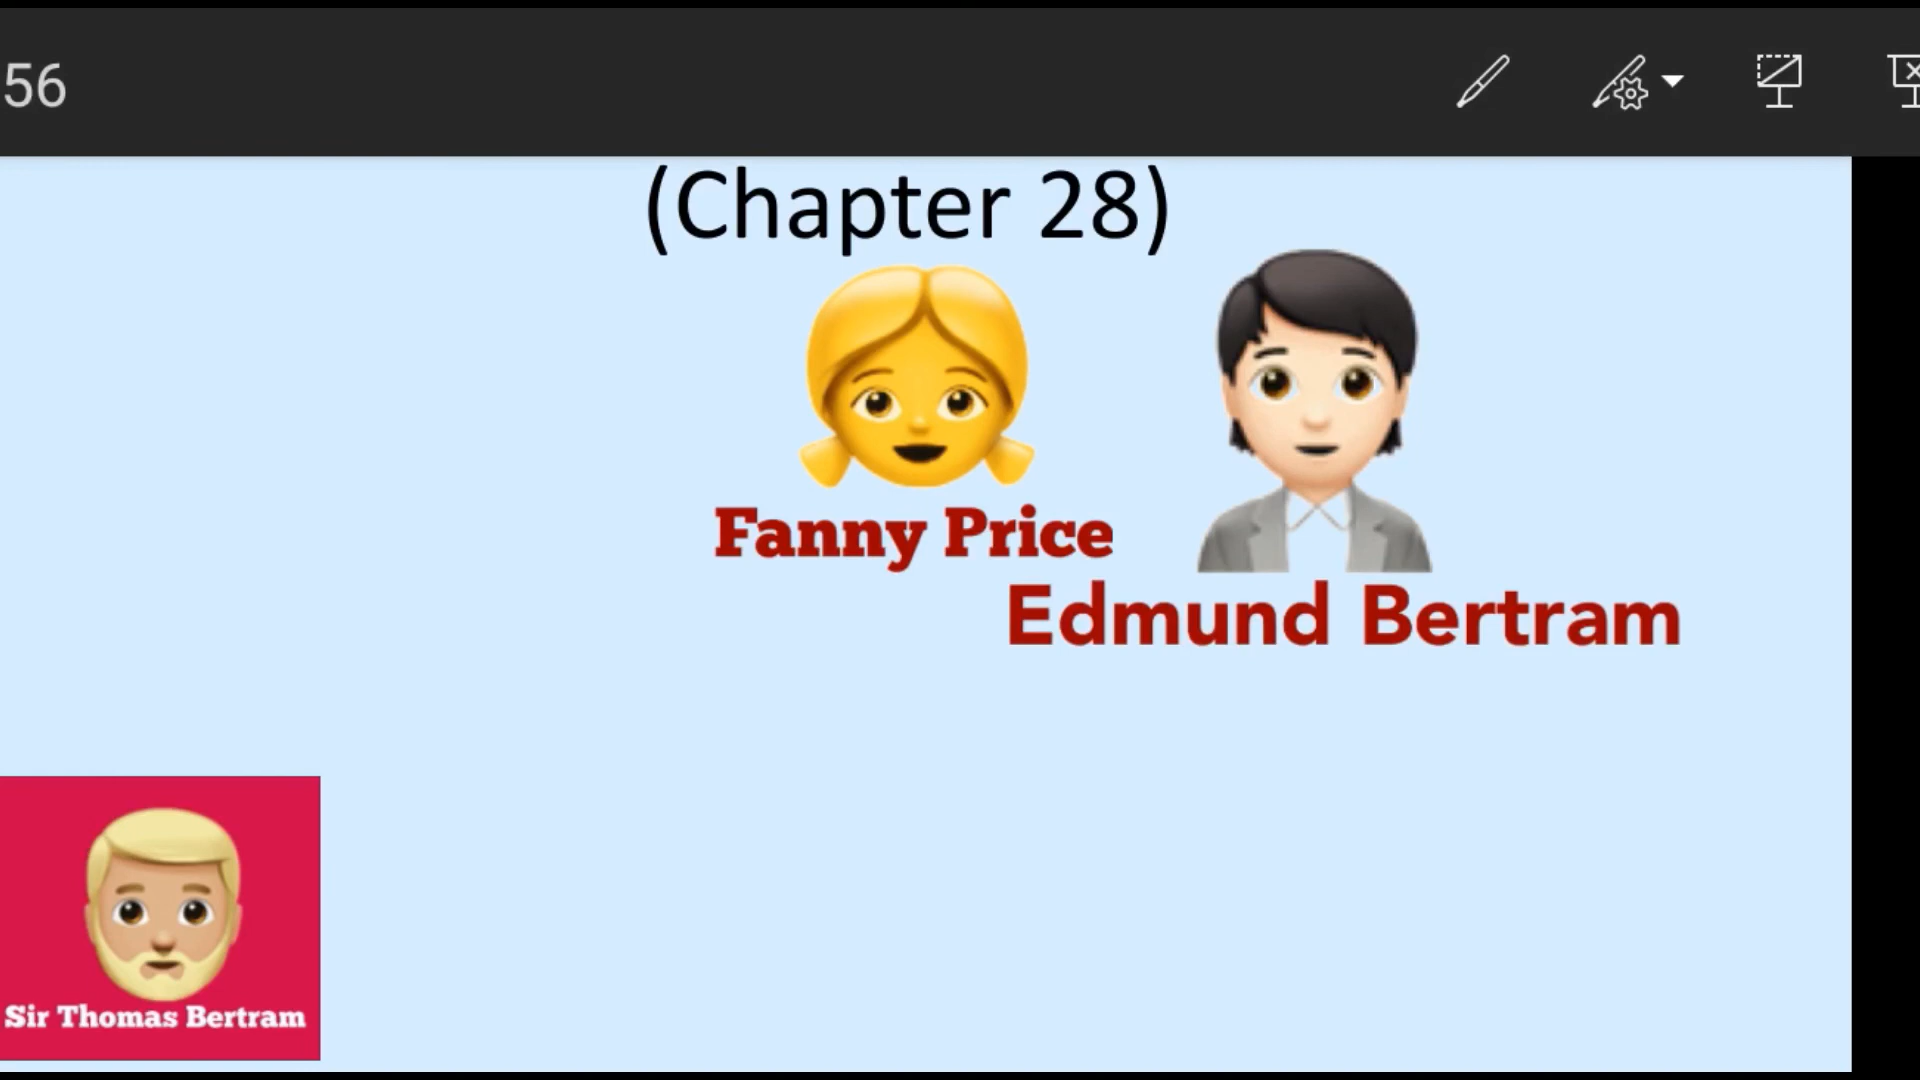 56
(Chapter 28)
Fanny Price
Edmund Bertram
Sir Thomas Bertram